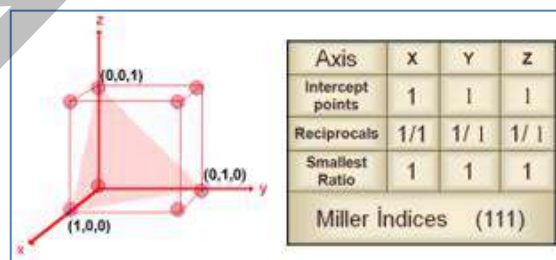 z
(0,0,1)
(0,1,0)
y
(1,0,0)
x
Axis X Y Z
Intercept points 1 1 1
Reciprocals 1/1 1/ 1 1/ 1
Smallest Ratio 1 1 1
Miller İndices (111)